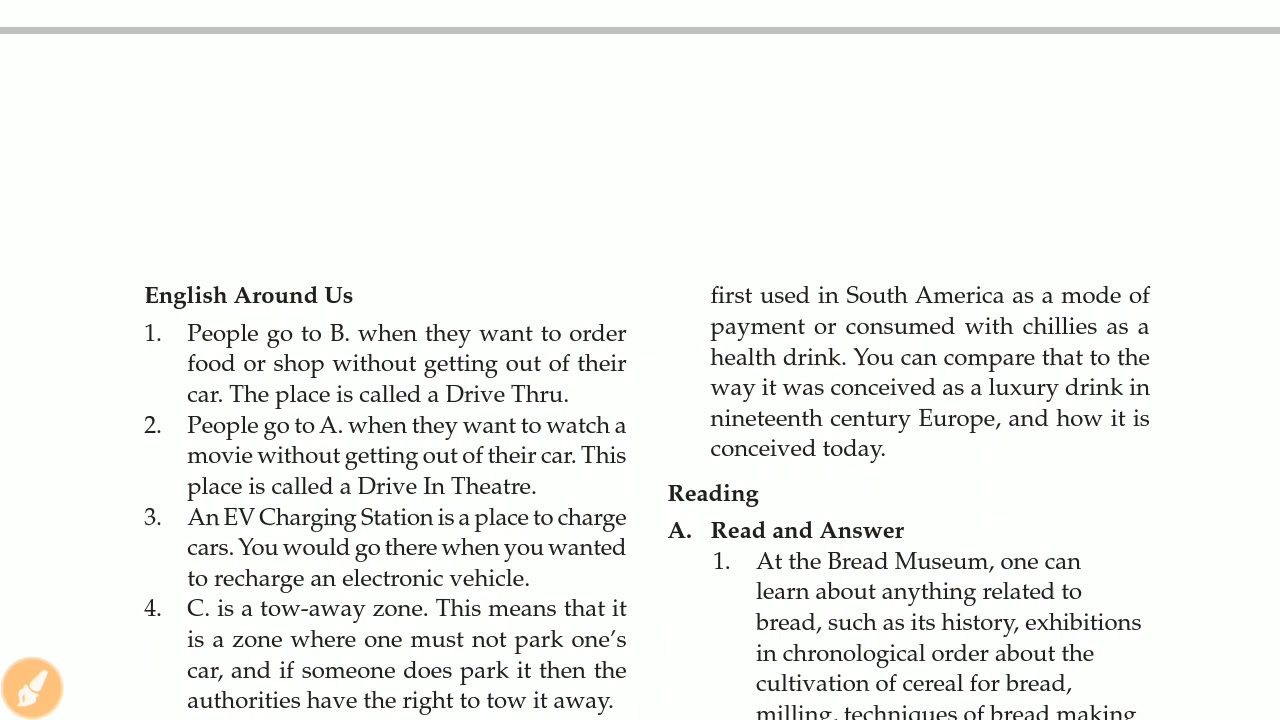 English Around Us
1. People go to B. when they want to order
food or shop without getting out of their
car. The place is called a Drive Thru.
2. People go to A. when they want to watch a
movie without getting out of their car. This
place is called a Drive In Theatre.
3. An EV Charging Station is a place to charge
cars. You would go there when you wanted
to recharge an electronic vehicle.
4. C. is a tow-away zone. This means that it
is a zone where one must not park one’s
car, and if someone does park it then the
authorities have the right to tow it away.
first used in South America as a mode of
payment or consumed with chillies as a
health drink. You can compare that to the
way it was conceived as a luxury drink in
nineteenth century Europe, and how it is
conceived today.
Reading
A. Read and Answer
1. At the Bread Museum, one can
learn about anything related to
bread, such as its history, exhibitions
in chronological order about the
cultivation of cereal for bread,
milling, techniques of bread making